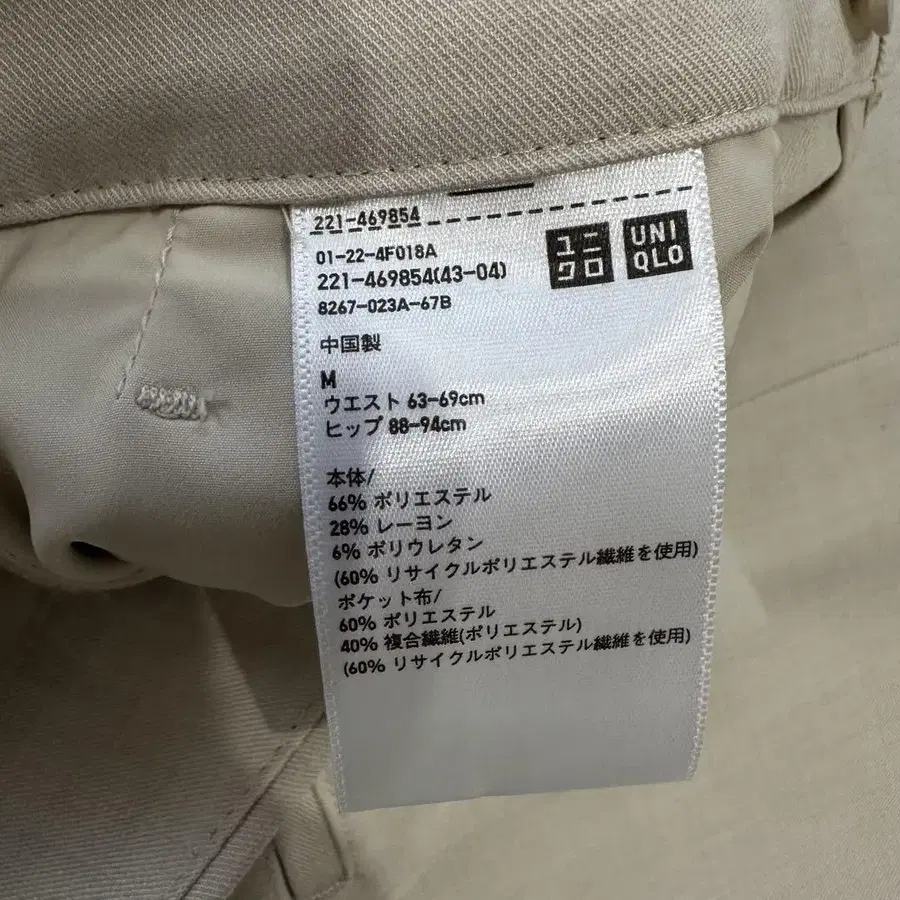 221-469854
01-22-4F018A
221-469854(43-04)
8267-023A-67B
ユニ
クロ
UNI
QLO
中国製
M
ウエスト 63-69cm
ヒップ 88-94cm
本体/
66% ポリエステル
28% レーヨン
6% ポリウレタン
(60% リサイクルポリエステル繊維を使用)
ポケット布/
60% ポリエステル
40% 複合繊維(ポリエステル)
(60% リサイクルポリエステル繊維を使用)